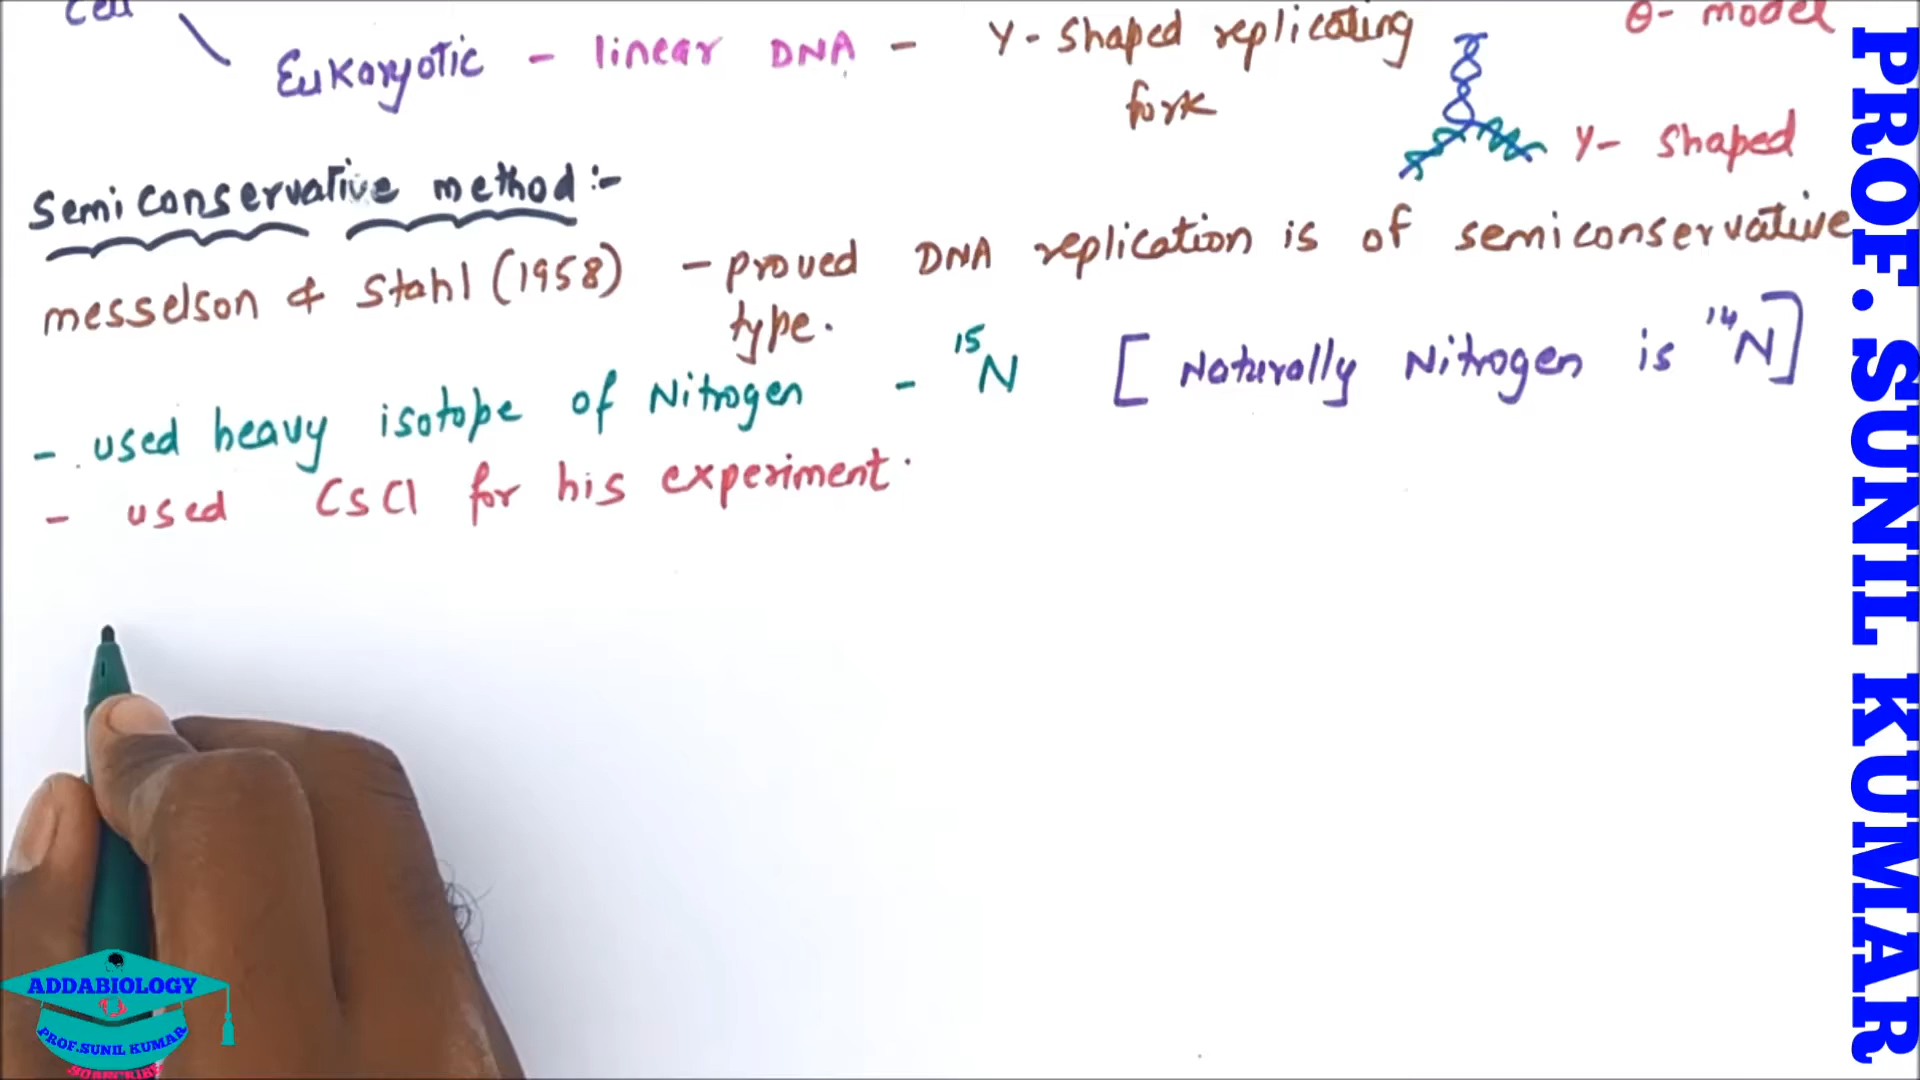 Cell
θ- model
Eukaryotic - linear DNA - Y-shaped replicating
fork
Y- shaped
Semiconservative method:-
messelson & Stahl (1958) - proved DNA replication is of semiconservative
type.
- used heavy isotope of Nitrogen - ¹⁵N [Naturally Nitrogen is ¹⁴N]
- used CsCl for his experiment.
PROF. SUNIL KUMAR
ADDABIOLOGY
PROF.SUNIL KUMAR
SUBSCRIBE